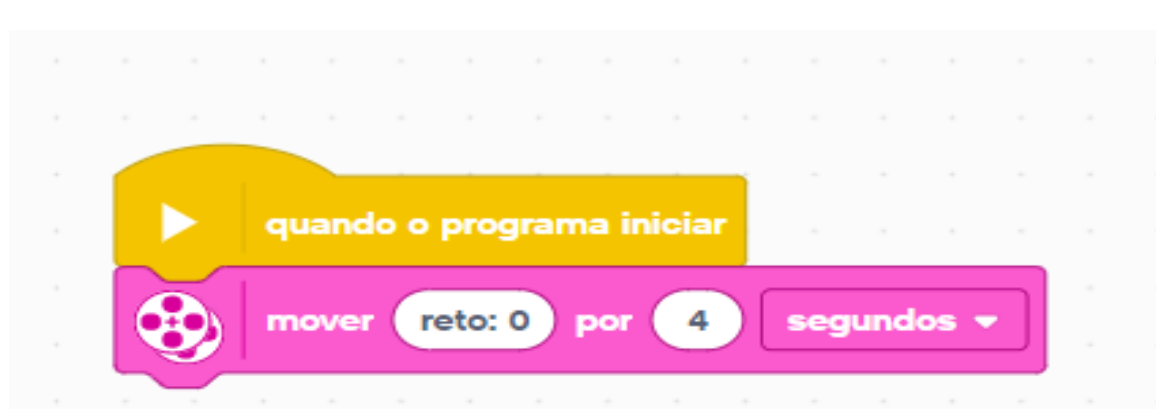 quando o programa iniciar
mover reto: 0 por 4 segundos